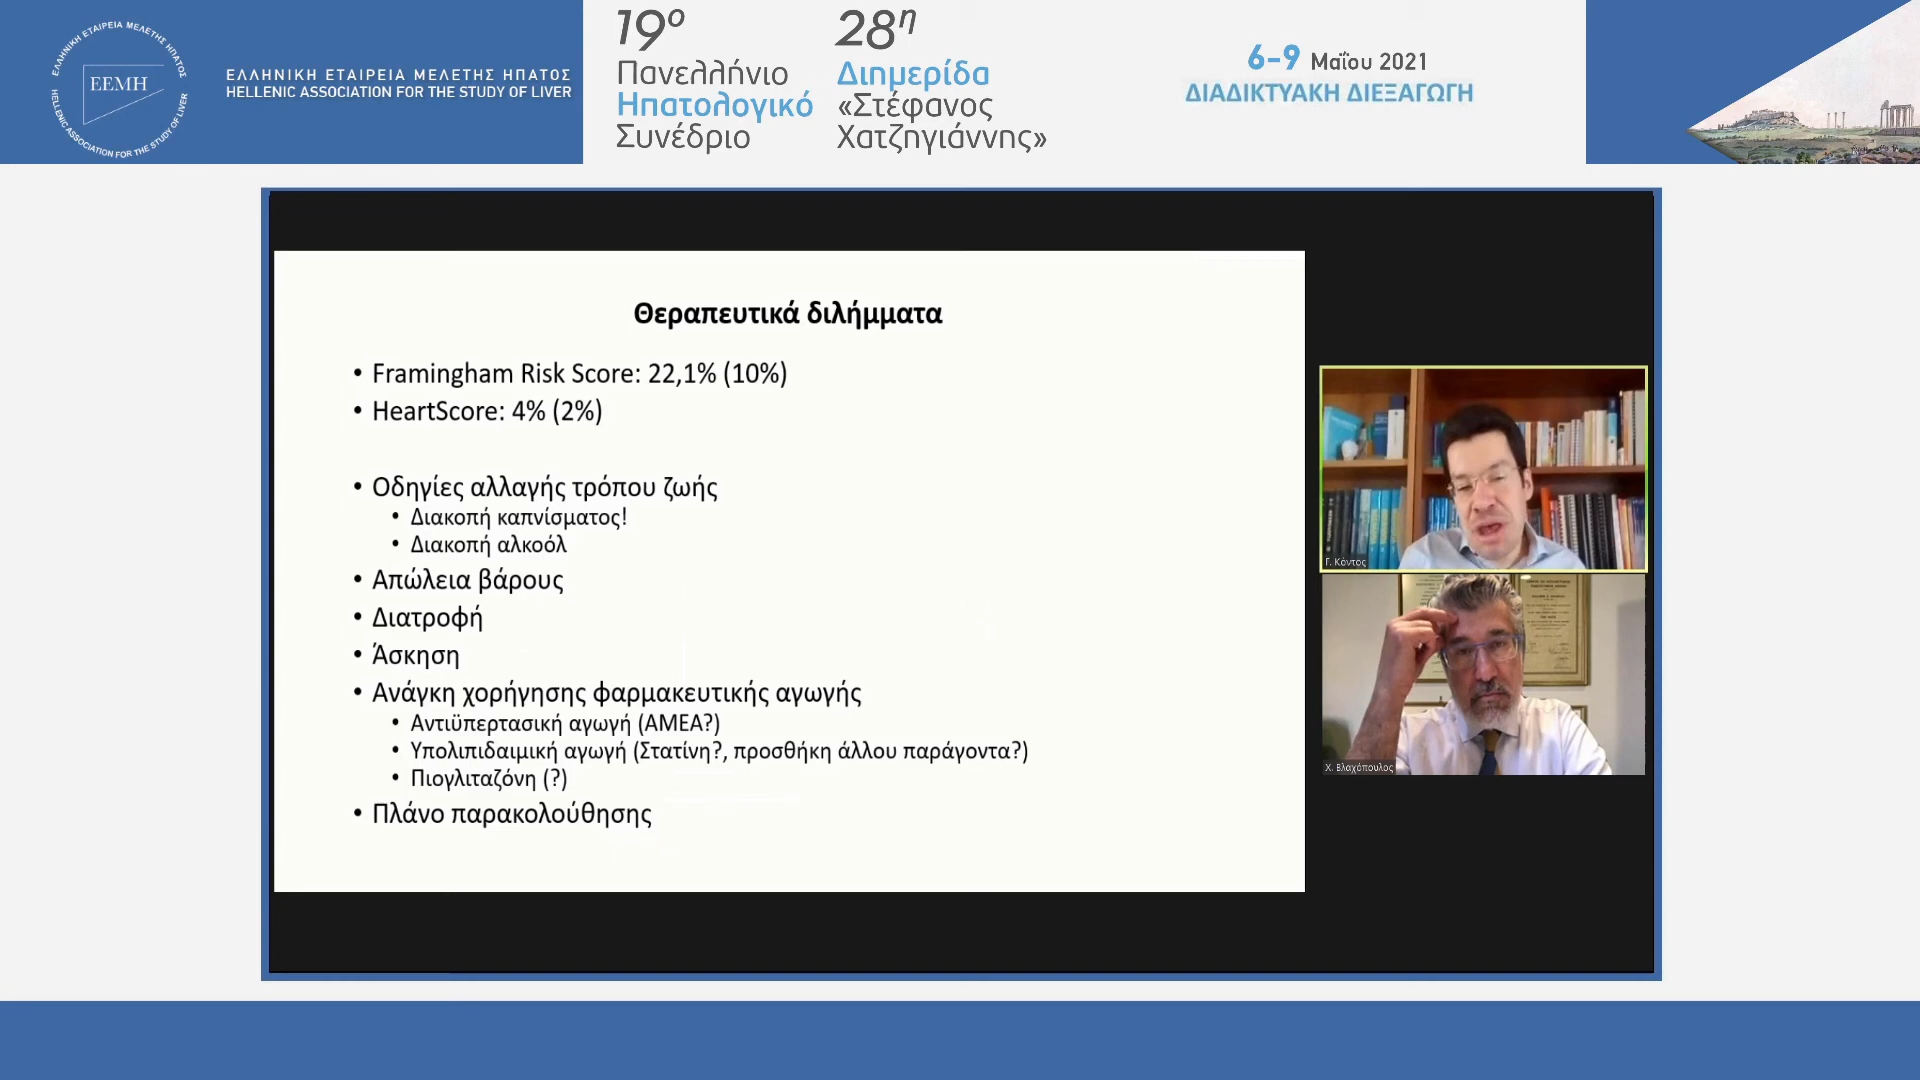 ΕΛΛΗΝΙΚΗ ΕΤΑΙΡΕΙΑ ΜΕΛΕΤΗΣ ΗΠΑΤΟΣ
ΕΕΜΗ
HELLENIC ASSOCIATION FOR THE STUDY OF LIVER
ΕΛΛΗΝΙΚΗ ΕΤΑΙΡΕΙΑ ΜΕΛΕΤΗΣ ΗΠΑΤΟΣ
HELLENIC ASSOCIATION FOR THE STUDY OF LIVER
19ο
Πανελλήνιο
Ηπατολογικό
Συνέδριο
28η
Διημερίδα
«Στέφανος
Χατζηγιάννης»
6-9 Μαΐου 2021
ΔΙΑΔΙΚΤΥΑΚΗ ΔΙΕΞΑΓΩΓΗ
Θεραπευτικά διλήμματα
• Framingham Risk Score: 22,1% (10%)
• HeartScore: 4% (2%)
• Οδηγίες αλλαγής τρόπου ζωής
• Διακοπή καπνίσματος!
• Διακοπή αλκοόλ
• Απώλεια βάρους
• Διατροφή
• Άσκηση
• Ανάγκη χορήγησης φαρμακευτικής αγωγής
• Αντιϋπερτασική αγωγή (ΑΜΕΑ?)
• Υπολιπιδαιμική αγωγή (Στατίνη?, προσθήκη άλλου παράγοντα?)
• Πιογλιταζόνη (?)
• Πλάνο παρακολούθησης
Γ. Κόντος
Χ. Βλαχόπουλος